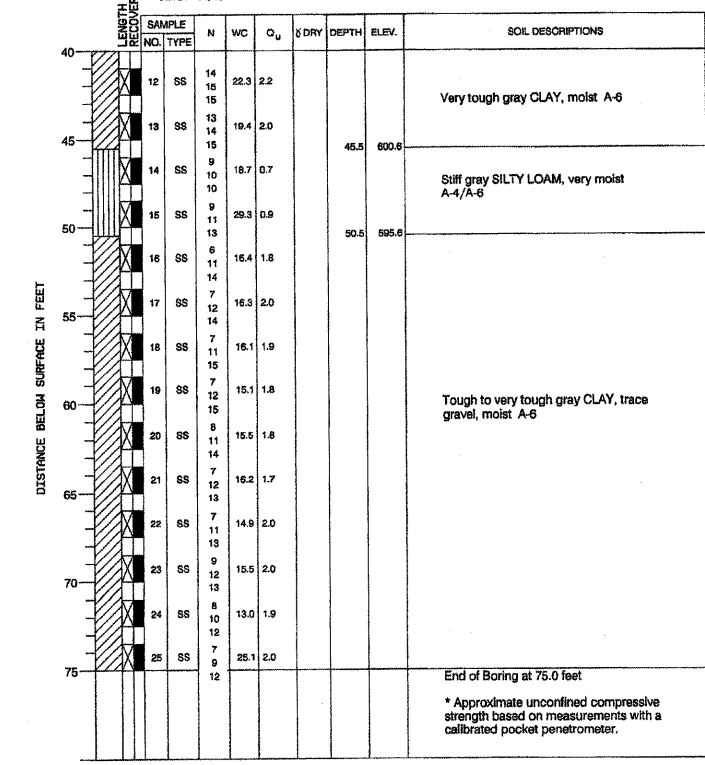 LENGTH
RECOVERY
SAMPLE
NO. TYPE N WC Qu γ DRY DEPTH ELEV. SOIL DESCRIPTIONS
DISTANCE BELOW SURFACE IN FEET
40
14
12 SS 15 22.3 2.2
15
Very tough gray CLAY, moist A-6
13
13 SS 14 19.4 2.0
45
15
45.5 600.6
9
14 SS 10 18.7 0.7
10
Stiff gray SILTY LOAM, very moist
A-4/A-6
9
15 SS 11 29.3 0.9
50
13
50.5 595.6
6
16 SS 11 16.4 1.8
14
7
17 SS 12 16.3 2.0
55
14
7
18 SS 11 16.1 1.9
15
7
19 SS 12 15.1 1.8
60
15
Tough to very tough gray CLAY, trace
gravel, moist A-6
8
20 SS 11 15.5 1.8
14
7
21 SS 12 16.2 1.7
65
13
7
22 SS 11 14.9 2.0
13
9
23 SS 12 15.5 2.0
70
13
8
24 SS 10 13.0 1.9
12
7
25 SS 9 25.1 2.0
75
12
End of Boring at 75.0 feet
* Approximate unconfined compressive
strength based on measurements with a
calibrated pocket penetrometer.